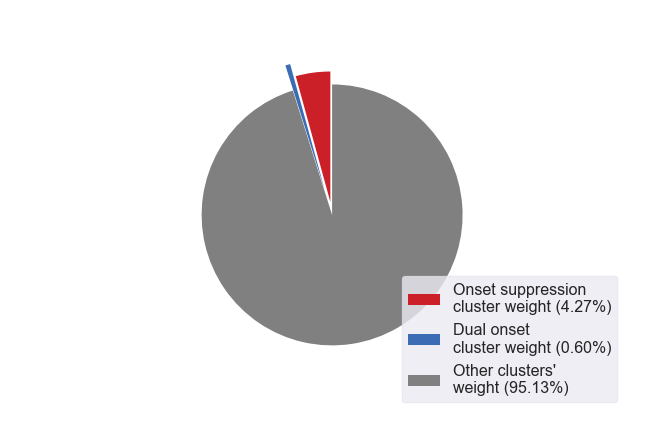 Onset suppression
cluster weight (4.27%)
Dual onset
cluster weight (0.60%)
Other clusters'
weight (95.13%)